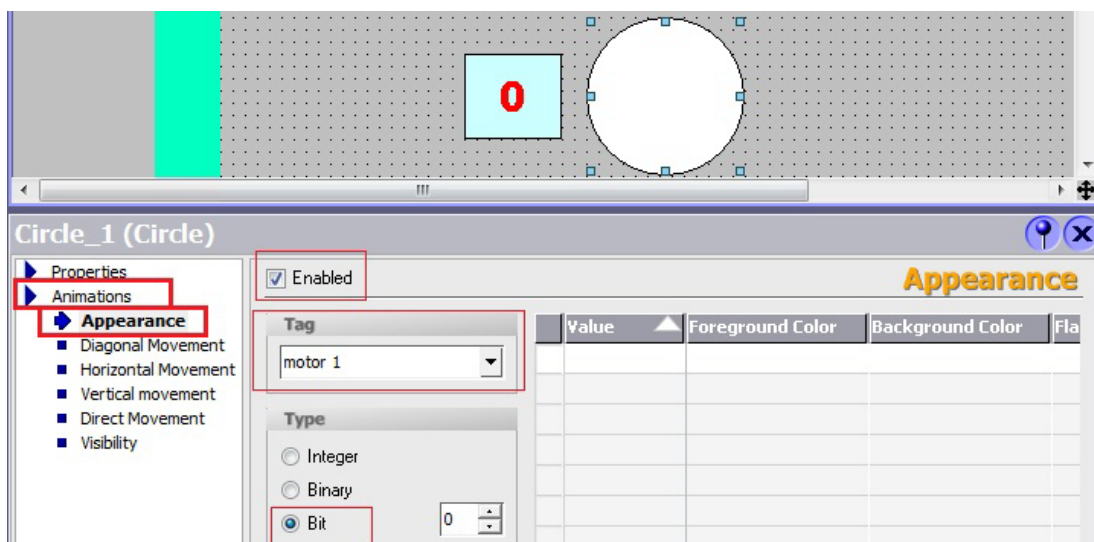 0
Circle_1 (Circle)
Properties
Animations
Appearance
Diagonal Movement
Horizontal Movement
Vertical movement
Direct Movement
Visibility
Enabled
Appearance
Tag
motor 1
Type
Integer
Binary
Bit
0
Value Foreground Color Background Color Fla